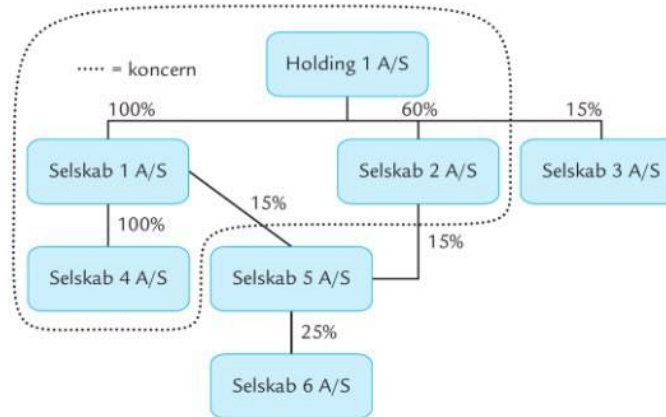 Holding 1 A/S
= koncern
100%
60%
15%
Selskab 1 A/S
Selskab 2 A/S
Selskab 3 A/S
15%
100%
15%
Selskab 4 A/S
Selskab 5 A/S
25%
Selskab 6 A/S